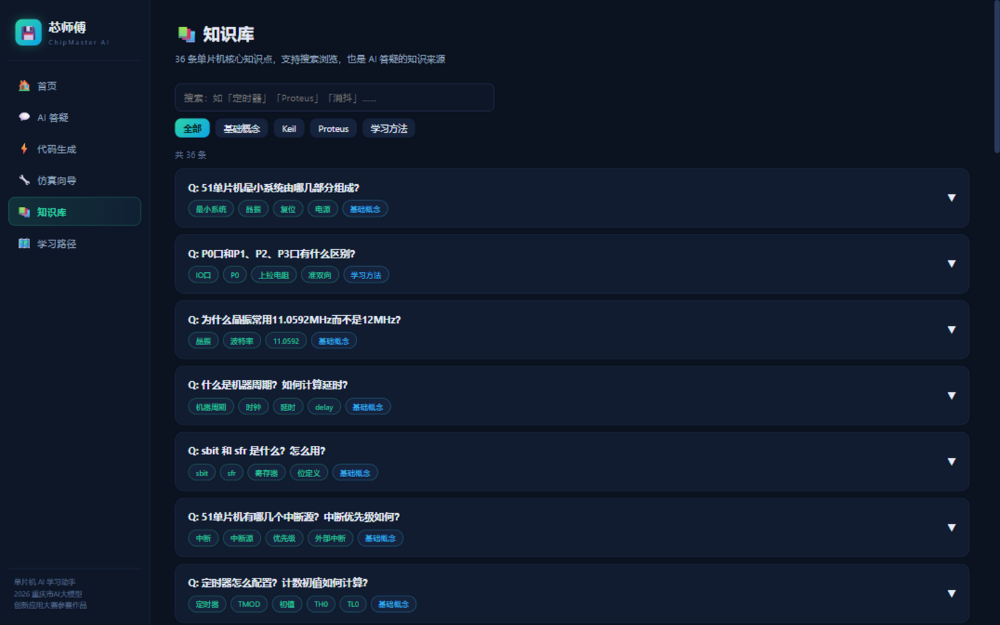 芯师傅
ChipMaster AI
首页
AI 答疑
代码生成
仿真向导
知识库
学习路径
单片机 AI 学习助手
2026 重庆市AI大模型
创新应用大赛参赛作品
知识库
36 条单片机核心知识点，支持搜索浏览，也是 AI 答疑的知识来源
搜索：如「定时器」「Proteus」「消抖」……
全部 基础概念 Keil Proteus 学习方法
共 36 条
Q: 51单片机最小系统由哪几部分组成？
最小系统 晶振 复位 电源 基础概念
Q: P0口和P1、P2、P3口有什么区别？
IO口 P0 上拉电阻 准双向 学习方法
Q: 为什么晶振常用11.0592MHz而不是12MHz？
晶振 波特率 11.0592 基础概念
Q: 什么是机器周期？如何计算延时？
机器周期 时钟 延时 delay 基础概念
Q: sbit 和 sfr 是什么？怎么用？
sbit sfr 寄存器 位定义 基础概念
Q: 51单片机有哪几个中断源？中断优先级如何？
中断 中断源 优先级 外部中断 基础概念
Q: 定时器怎么配置？计数初值如何计算？
定时器 TMOD 初值 TH0 TL0 基础概念